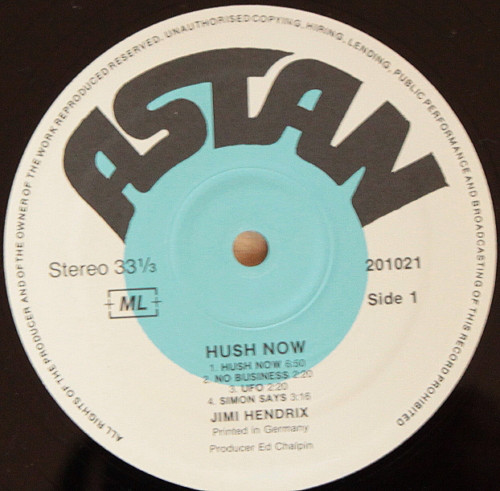 ALL RIGHTS OF THE PRODUCER AND OF THE OWNER OF THE WORK REPRODUCED RESERVED. UNAUTHORISED COPYING, HIRING, LENDING, PUBLIC PERFORMANCE AND BROADCASTING OF THIS RECORD PROHIBITED
ASTAN
Stereo 33⅓
201021
ML
Side 1
HUSH NOW
1. HUSH NOW 6:50
2. NO BUSINESS 2:20
3. UFO 2:20
4. SIMON SAYS 3:16
JIMI HENDRIX
Printed In Germany
Producer Ed Chalpin